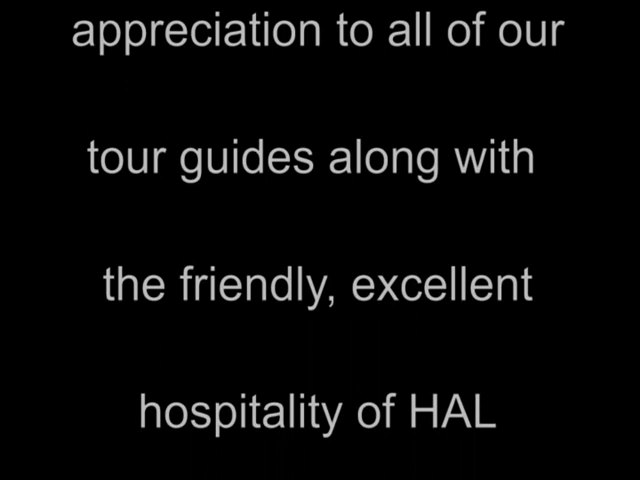 appreciation to all of our
tour guides along with
the friendly, excellent
hospitality of HAL